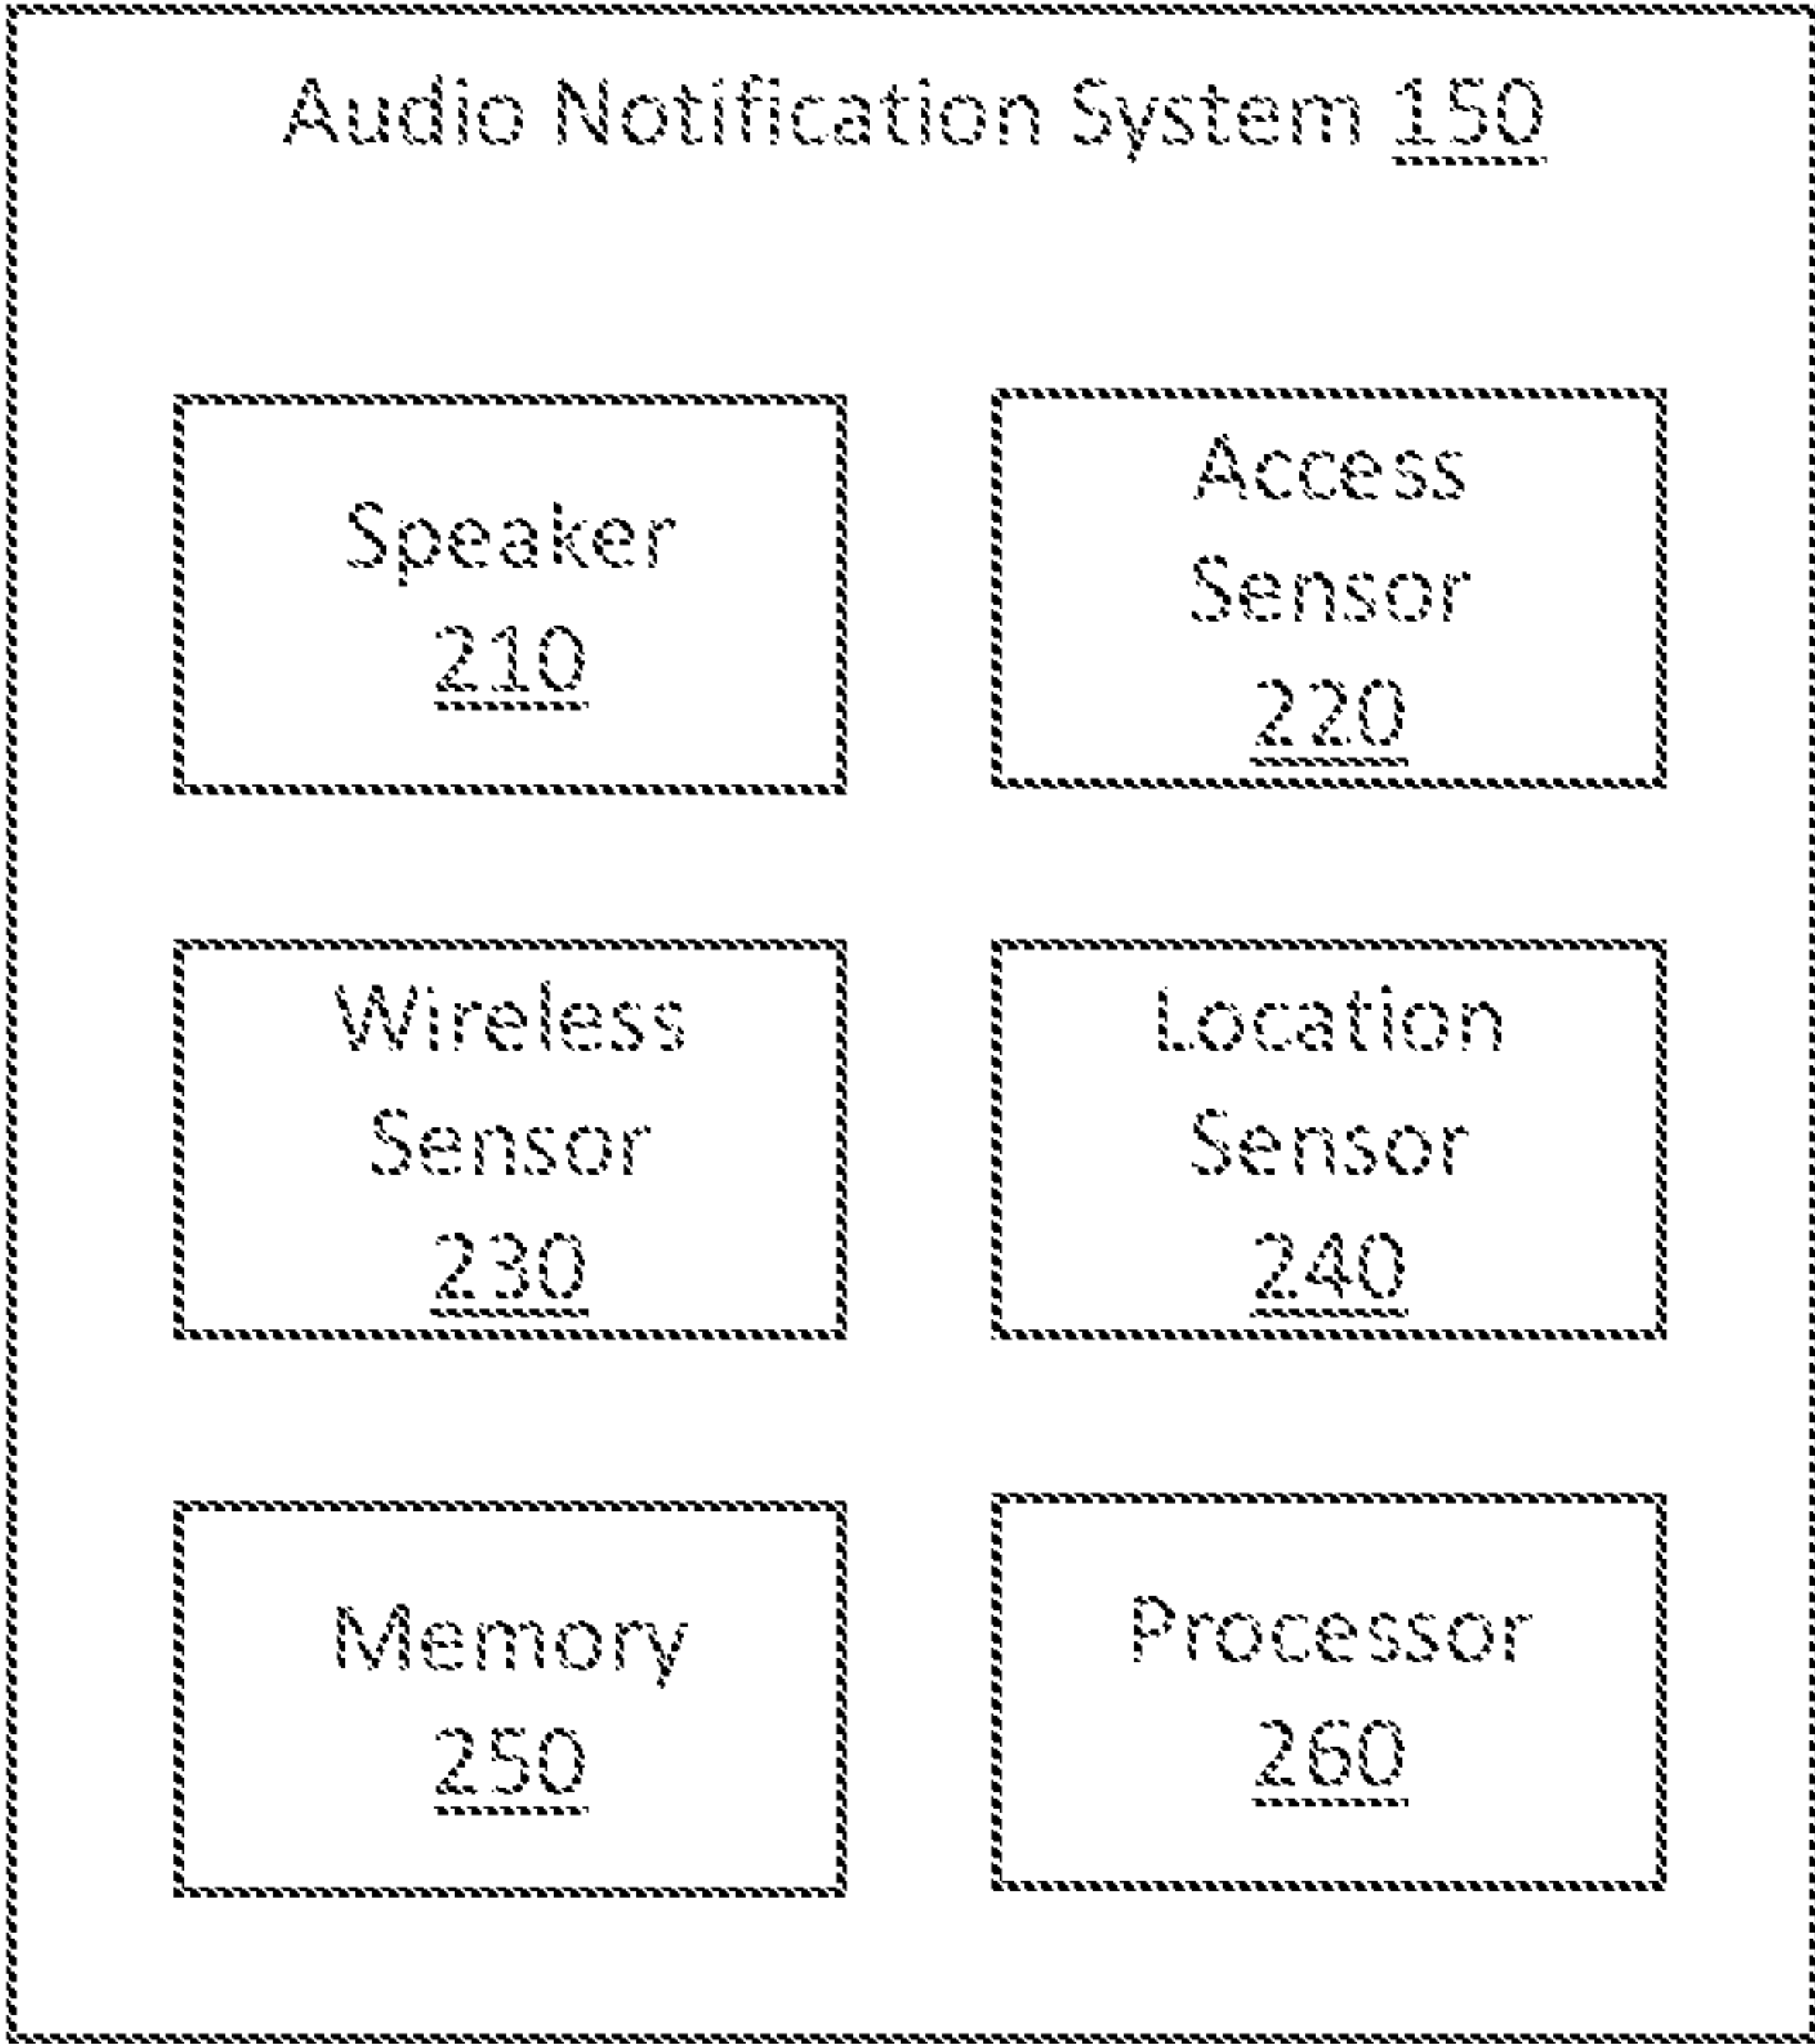 Audio Notification System 150
Speaker
210
Access
Sensor
220
Wireless
Sensor
230
Location
Sensor
240
Memory
250
Processor
260